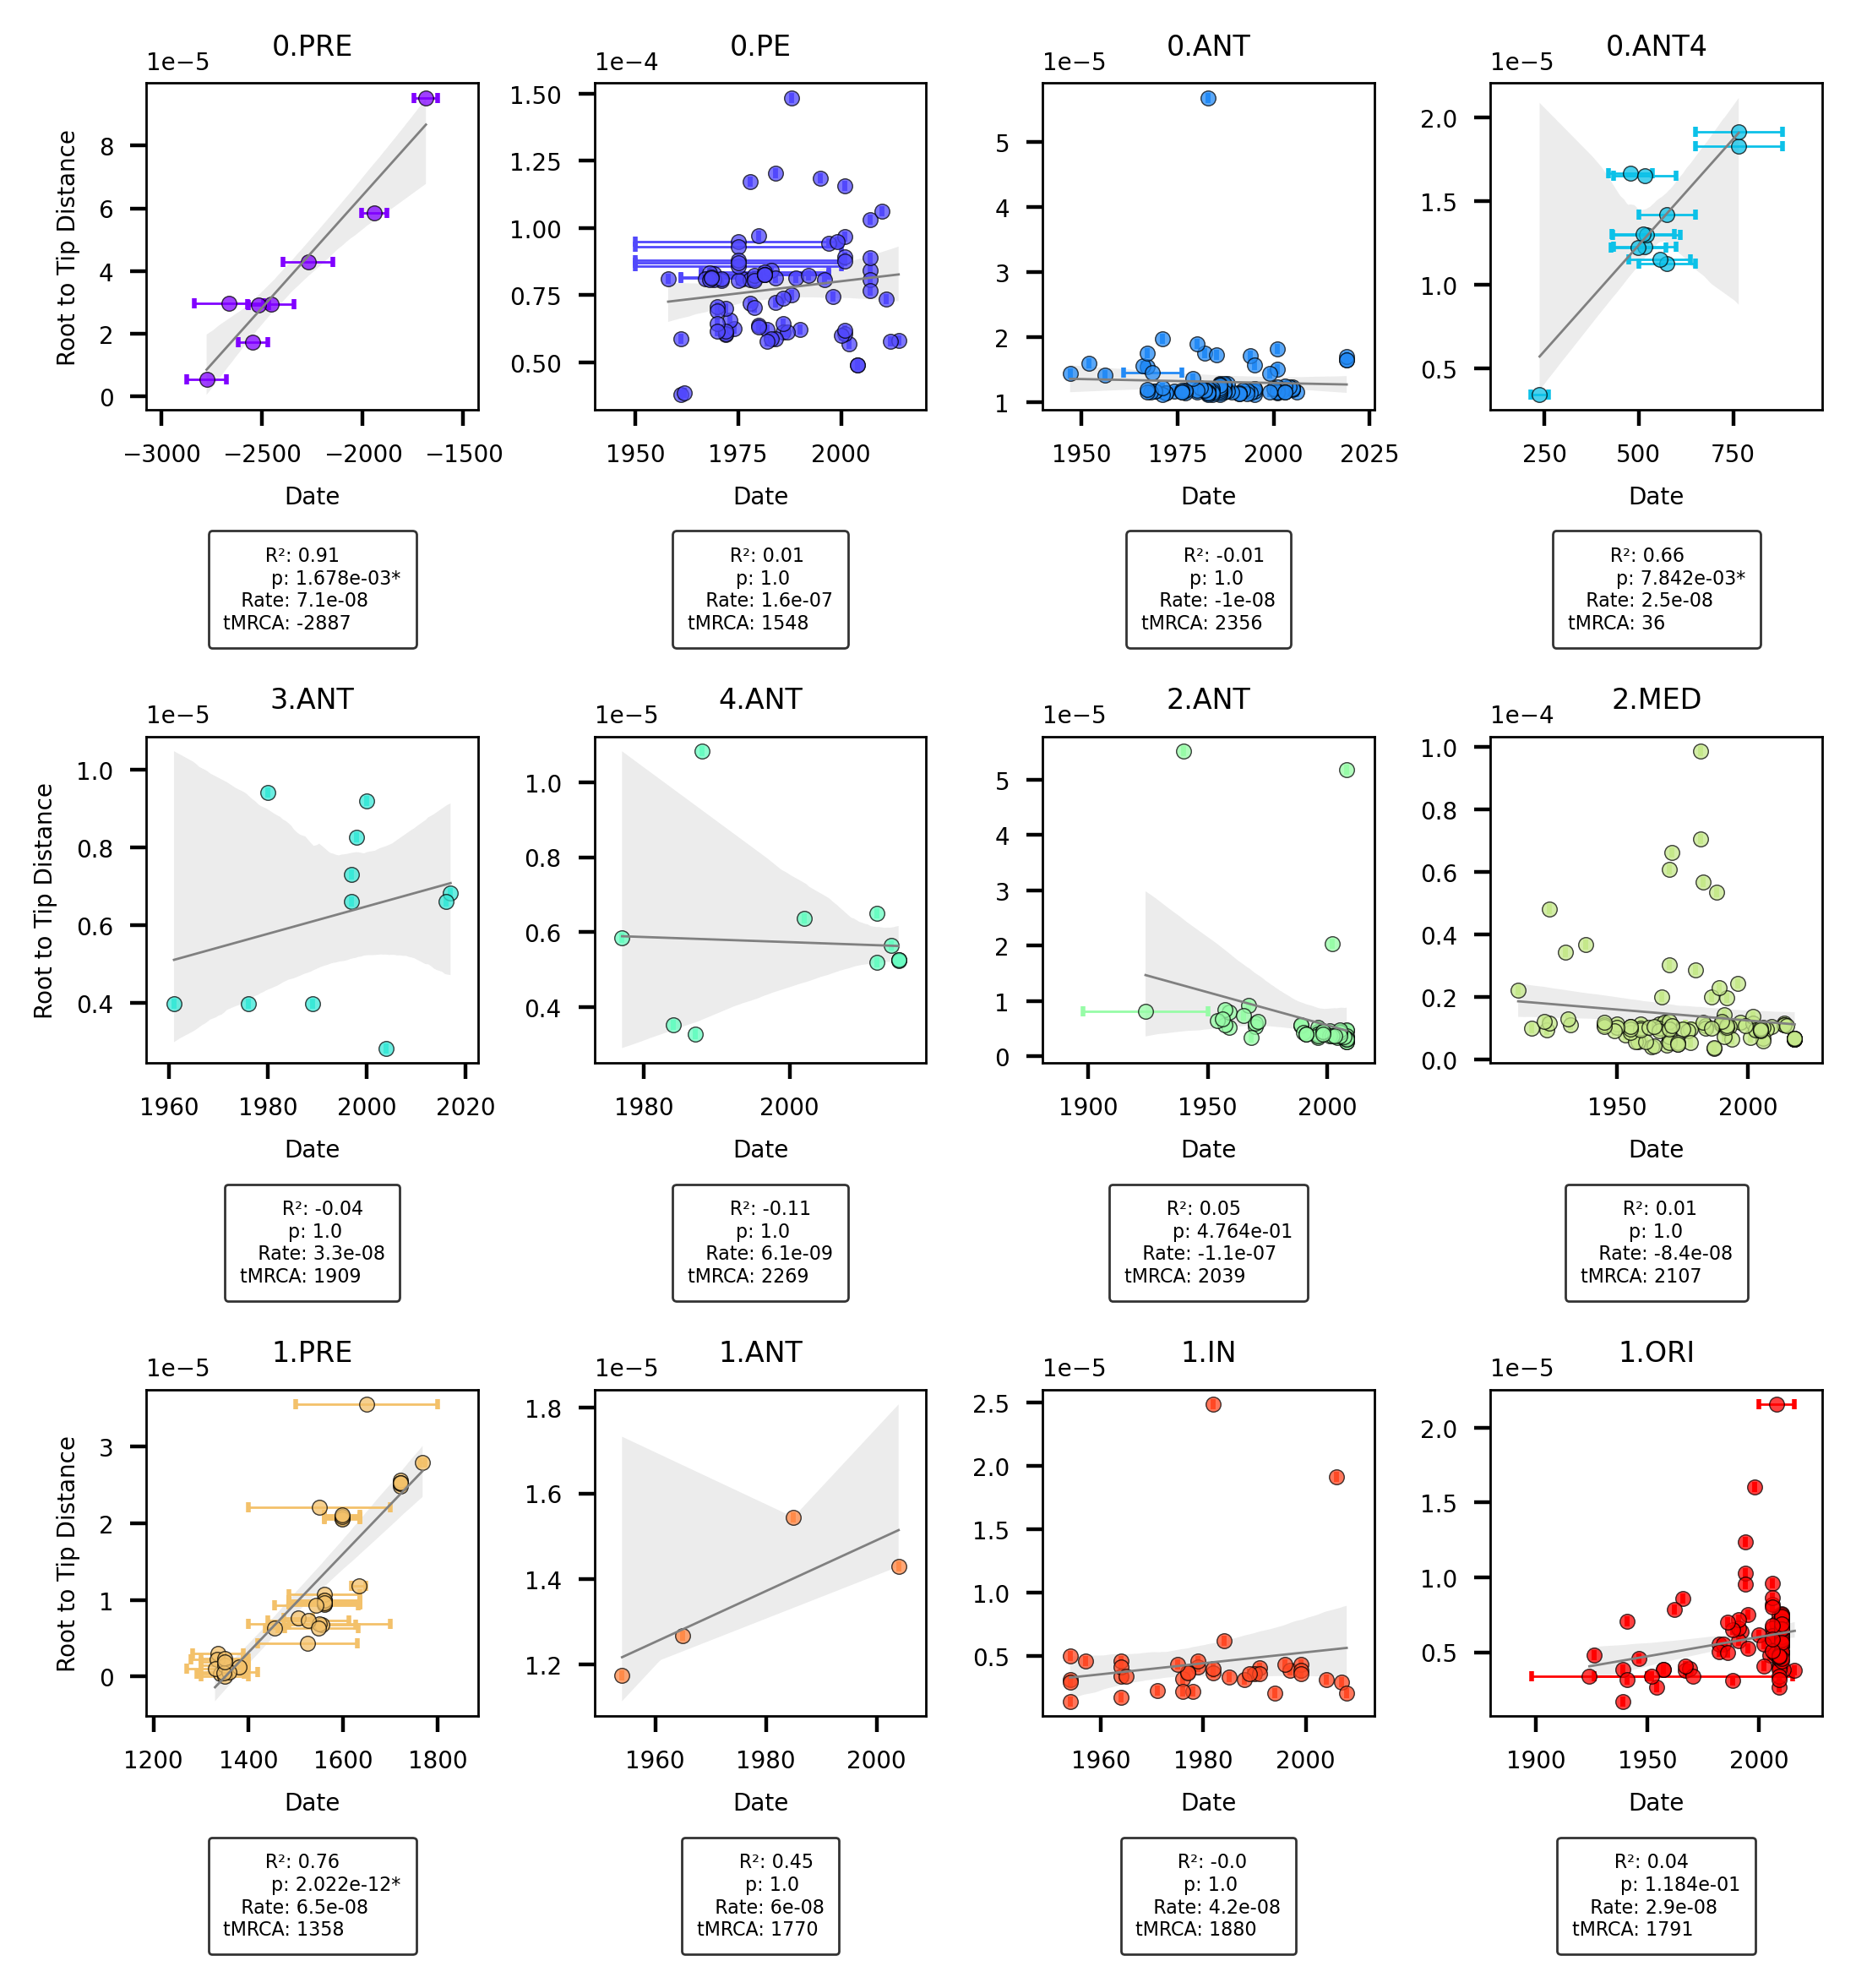 0.PRE 0.PE 0.ANT 0.ANT4
1e−5 1e−4 1e−5 1e−5
Root to Tip Distance
8
6
4
2
0
1.50
1.25
1.00
0.75
0.50
5
4
3
2
1
2.0
1.5
1.0
0.5
−3000 −2500 −2000 −1500
1950 1975 2000
1950 1975 2000 2025
250 500 750
Date Date Date Date
R²: 0.91
p: 1.678e-03*
Rate: 7.1e-08
tMRCA: -2887
R²: 0.01
p: 1.0
Rate: 1.6e-07
tMRCA: 1548
R²: -0.01
p: 1.0
Rate: -1e-08
tMRCA: 2356
R²: 0.66
p: 7.842e-03*
Rate: 2.5e-08
tMRCA: 36
3.ANT 4.ANT 2.ANT 2.MED
1e−5 1e−5 1e−5 1e−4
Root to Tip Distance
1.0
0.8
0.6
0.4
1.0
0.8
0.6
0.4
5
4
3
2
1
0
1.0
0.8
0.6
0.4
0.2
0.0
1960 1980 2000 2020
1980 2000
1900 1950 2000
1950 2000
Date Date Date Date
R²: -0.04
p: 1.0
Rate: 3.3e-08
tMRCA: 1909
R²: -0.11
p: 1.0
Rate: 6.1e-09
tMRCA: 2269
R²: 0.05
p: 4.764e-01
Rate: -1.1e-07
tMRCA: 2039
R²: 0.01
p: 1.0
Rate: -8.4e-08
tMRCA: 2107
1.PRE 1.ANT 1.IN 1.ORI
1e−5 1e−5 1e−5 1e−5
Root to Tip Distance
3
2
1
0
1.8
1.6
1.4
1.2
2.5
2.0
1.5
1.0
0.5
2.0
1.5
1.0
0.5
1200 1400 1600 1800
1960 1980 2000
1960 1980 2000
1900 1950 2000
Date Date Date Date
R²: 0.76
p: 2.022e-12*
Rate: 6.5e-08
tMRCA: 1358
R²: 0.45
p: 1.0
Rate: 6e-08
tMRCA: 1770
R²: -0.0
p: 1.0
Rate: 4.2e-08
tMRCA: 1880
R²: 0.04
p: 1.184e-01
Rate: 2.9e-08
tMRCA: 1791